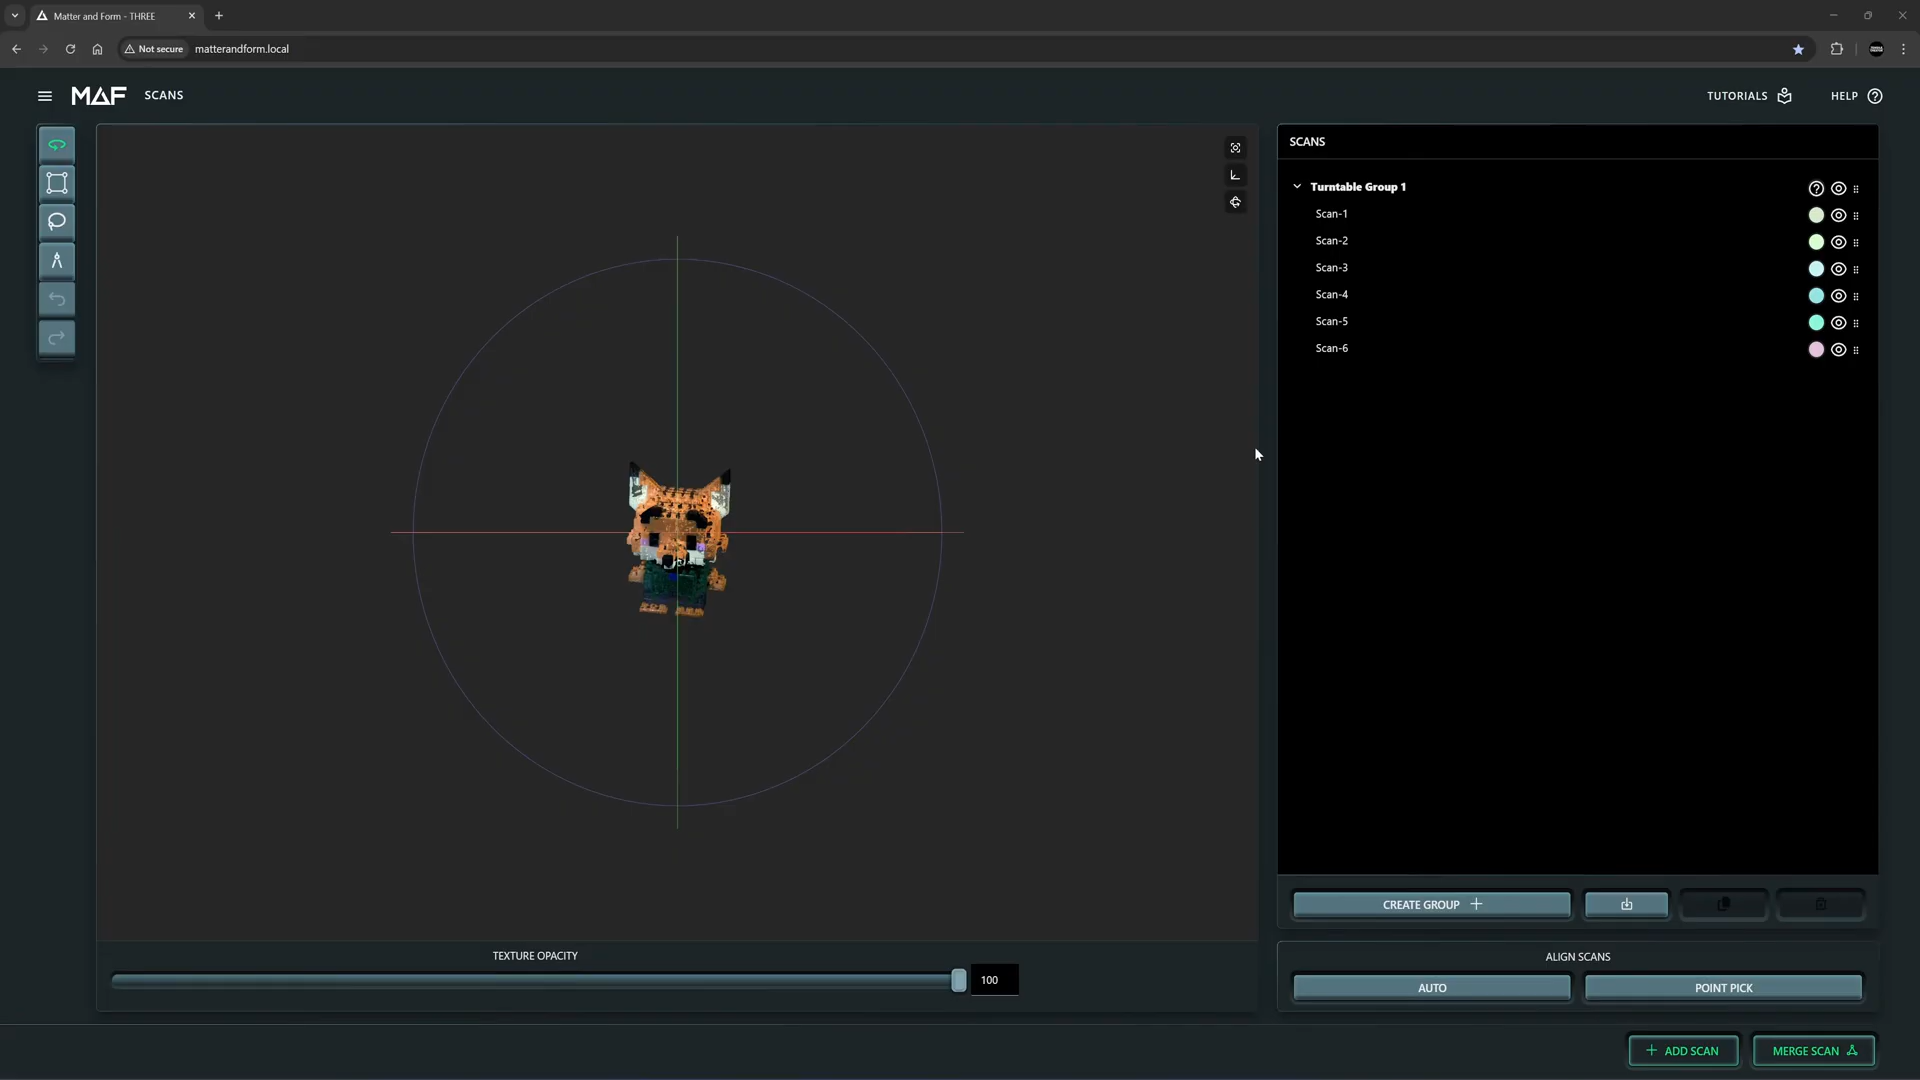 Matter and Form - THREE
Not secure
matterandform.local
MAF
SCANS
TUTORIALS
HELP
SCANS
Turntable Group 1
Scan-1
Scan-2
Scan-3
Scan-4
Scan-5
Scan-6
CREATE GROUP
TEXTURE OPACITY
100
ALIGN SCANS
AUTO
POINT PICK
ADD SCAN
MERGE SCAN